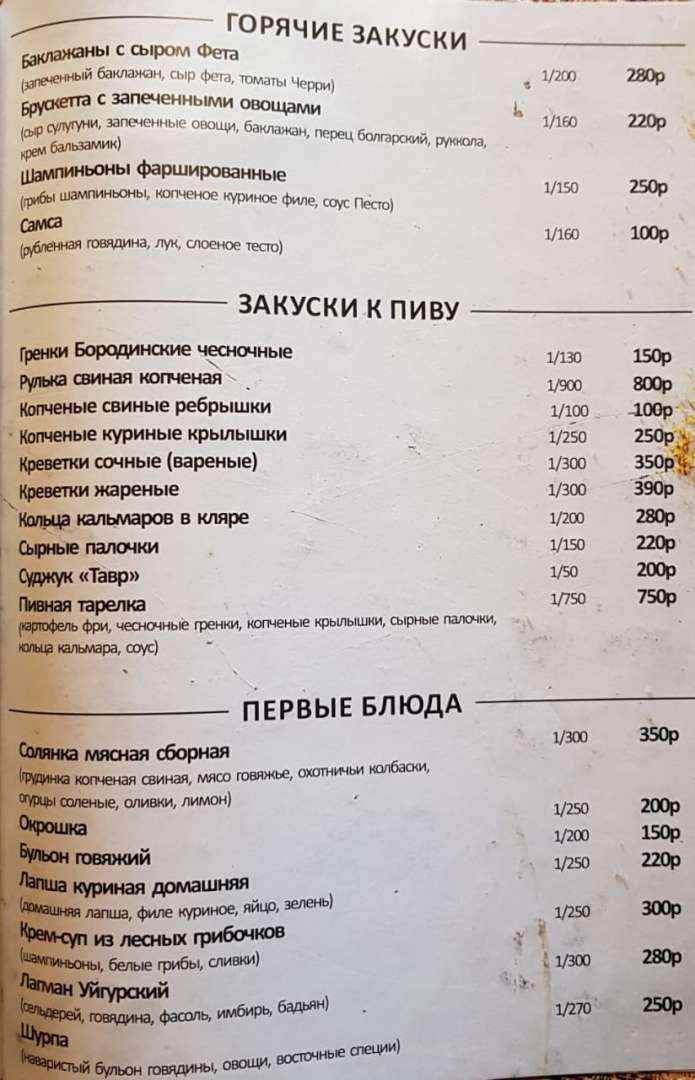 ГОРЯЧИЕ ЗАКУСКИ
Баклажаны с сыром Фета 1/200 280р
(запеченный баклажан, сыр фета, томаты Черри)
Брускетта с запеченными овощами 1/160 220р
(сыр сулугуни, запеченные овощи, баклажан, перец болгарский, руккола,
крем бальзамик)
Шампиньоны фаршированные 1/150 250р
(грибы шампиньоны, копченое куриное филе, соус Песто)
Самса 1/160 100р
(рубленная говядина, лук, слоеное тесто)
ЗАКУСКИ К ПИВУ
Гренки Бородинские чесночные 1/130 150р
Рулька свиная копченая 1/900 800р
Копченые свиные ребрышки 1/100 100р
Копченые куриные крылышки 1/250 250р
Креветки сочные (вареные) 1/300 350р
Креветки жареные 1/300 390р
Кольца кальмаров в кляре 1/200 280р
Сырные палочки 1/150 220р
Суджук «Тавр» 1/50 200р
Пивная тарелка 1/750 750р
(картофель фри, чесночные гренки, копченые крылышки, сырные палочки,
кольца кальмара, соус)
ПЕРВЫЕ БЛЮДА
Солянка мясная сборная 1/300 350р
(грудинка копченая свиная, мясо говяжье, охотничьи колбаски,
огурцы соленые, оливки, лимон)
Окрошка 1/250 200р
Бульон говяжий 1/200 150р
Лапша куриная домашняя 1/250 220р
(домашняя лапша, филе куриное, яйцо, зелень)
Крем-суп из лесных грибочков 1/250 300р
(шампиньоны, белые грибы, сливки)
Лагман Уйгурский 1/300 280р
(сельдерей, говядина, фасоль, имбирь, бадьян)
Шурпа 1/270 250р
(наваристый бульон говядины, овощи, восточные специи)